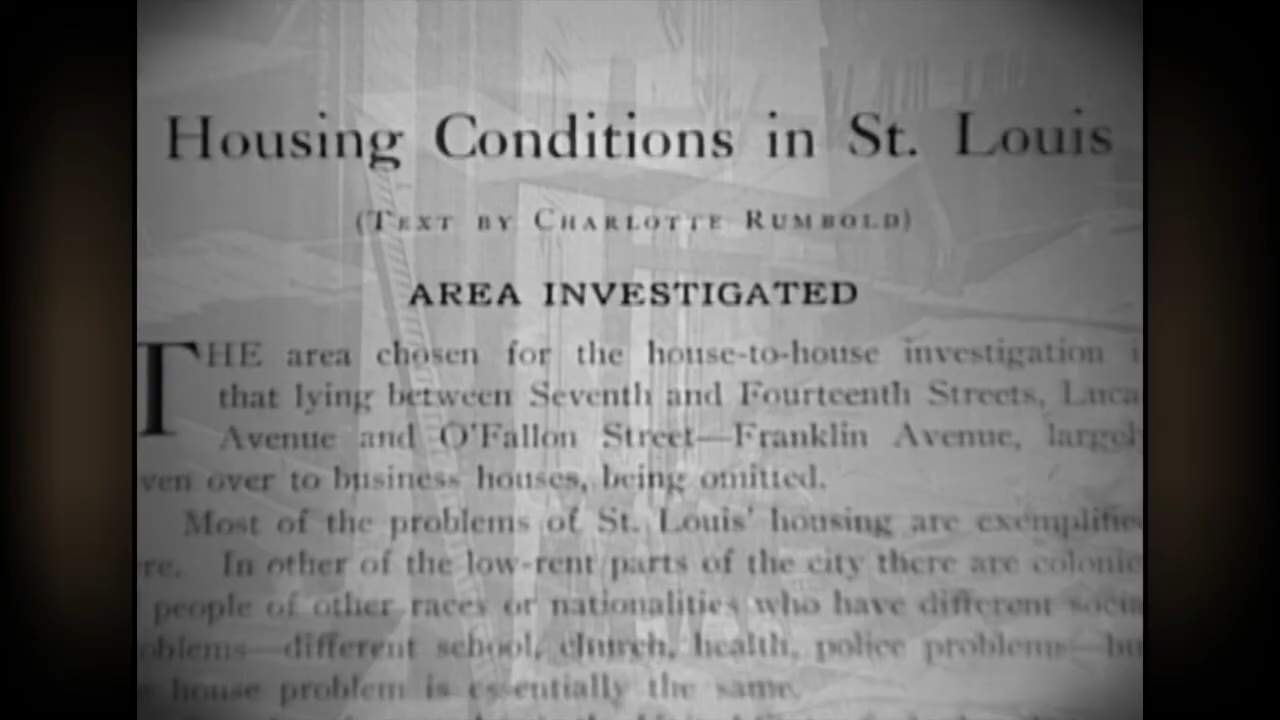 Housing Conditions in St. Louis
(TEXT BY CHARLOTTE RUMBOLD)
AREA INVESTIGATED
THE area chosen for the house-to-house investigation i
that lying between Seventh and Fourteenth Streets, Luca
Avenue and O'Fallon Street—Franklin Avenue, largel
ven over to business houses, being omitted.
Most of the problems of St. Louis' housing are exemplifie
re. In other of the low-rent parts of the city there are colonie
people of other races or nationalities who have different socia
oblems—different school, church, health, police problems—bu
house problem is essentially the same.